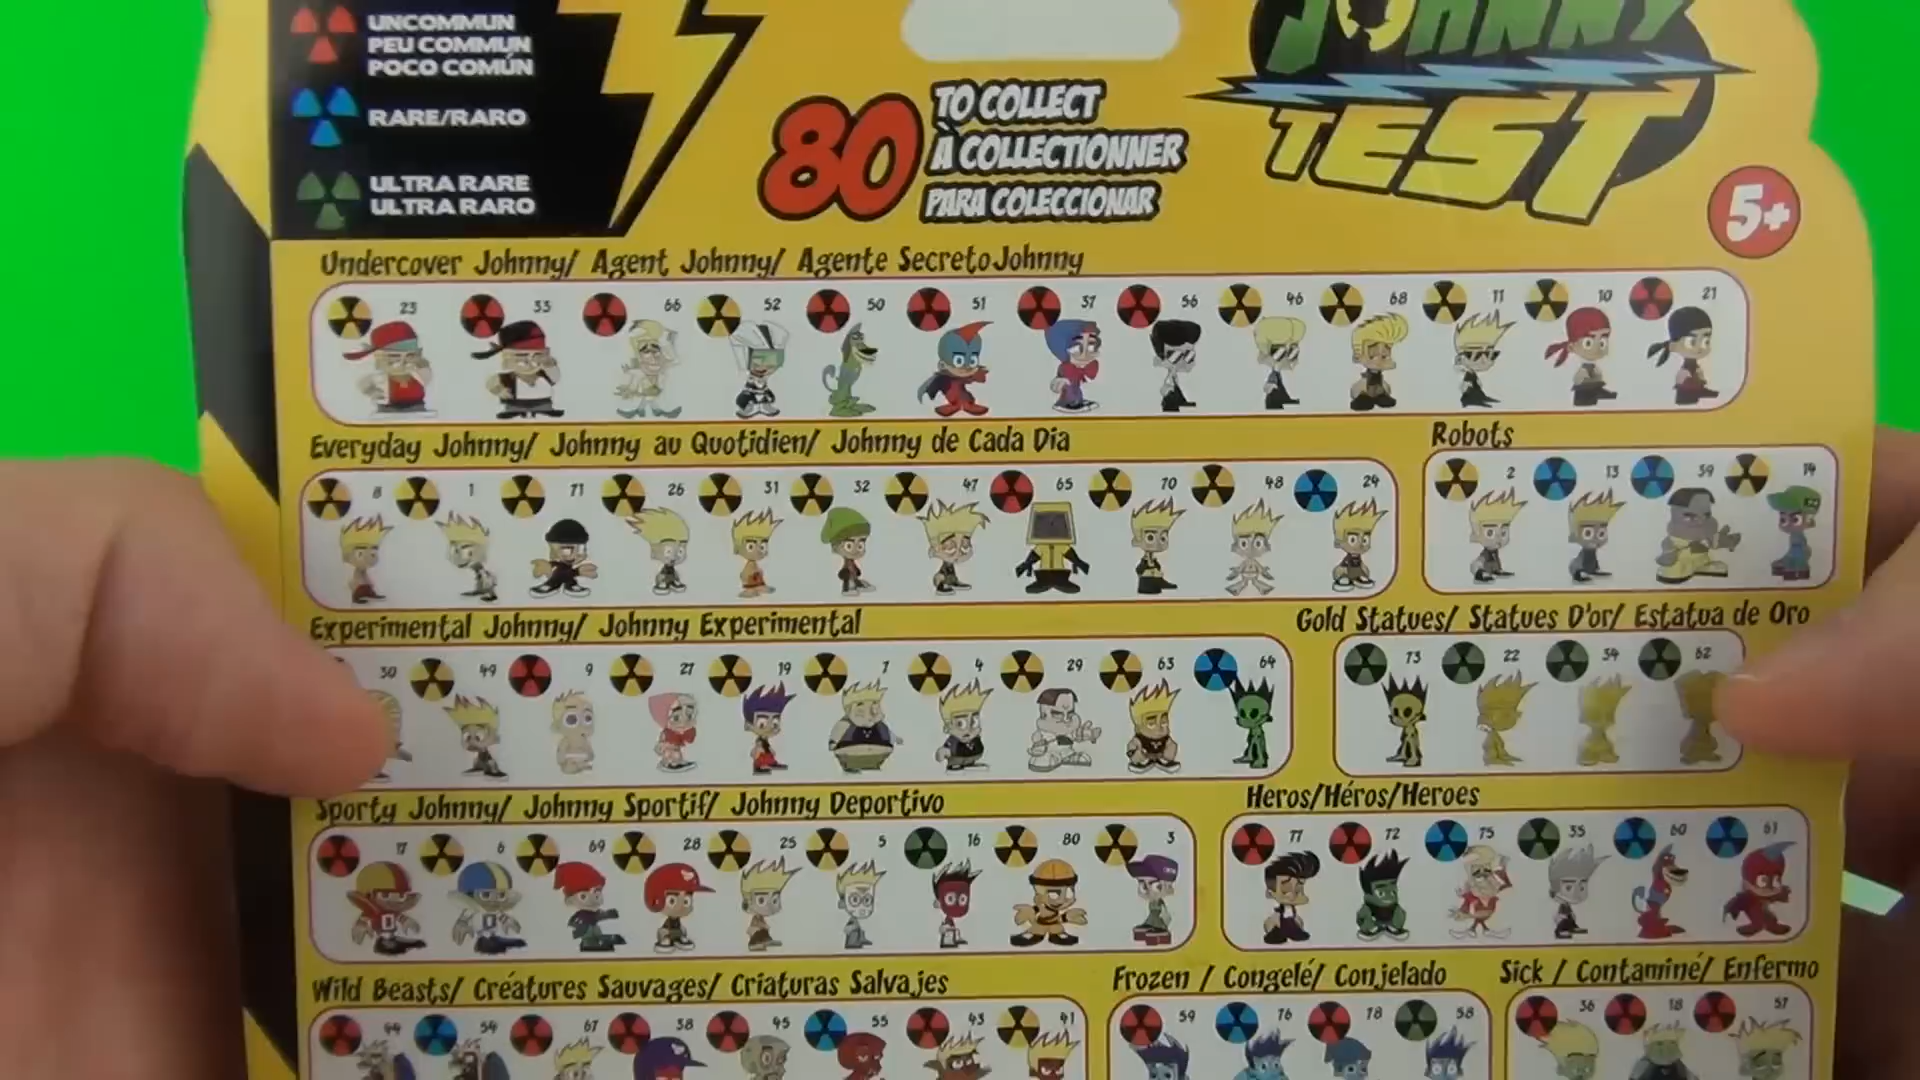 UNCOMMUN
PEU COMMUN
POCO COMÚN
RARE/RARO
ULTRA RARE
ULTRA RARO
80
TO COLLECT
À COLLECTIONNER
PARA COLECCIONAR
JOHNNY
TEST
5+
Undercover Johnny/ Agent Johnny/ Agente Secreto Johnny
23 33 66 52 50 51 37 56 46 68 11 10 21
Everyday Johnny/ Johnny au Quotidien/ Johnny de Cada Dia
8 1 71 26 31 32 47 65 70 48 24
Robots
2 13 39 14
Experimental Johnny/ Johnny Experimental
30 49 9 27 19 7 4 29 63 64
Gold Statues/ Statues D'or/ Estatua de Oro
73 22 34 62
Sporty Johnny/ Johnny Sportif/ Johnny Deportivo
17 6 69 28 25 5 16 80 3
Heros/Héros/Heroes
77 72 75 35 60 61
Wild Beasts/ Créatures Sauvages/ Criaturas Salvajes
44 54 67 38 45 55 43 41
Frozen / Congelé/ Conjelado
59 76 78 58
Sick / Contaminé/ Enfermo
36 18 57